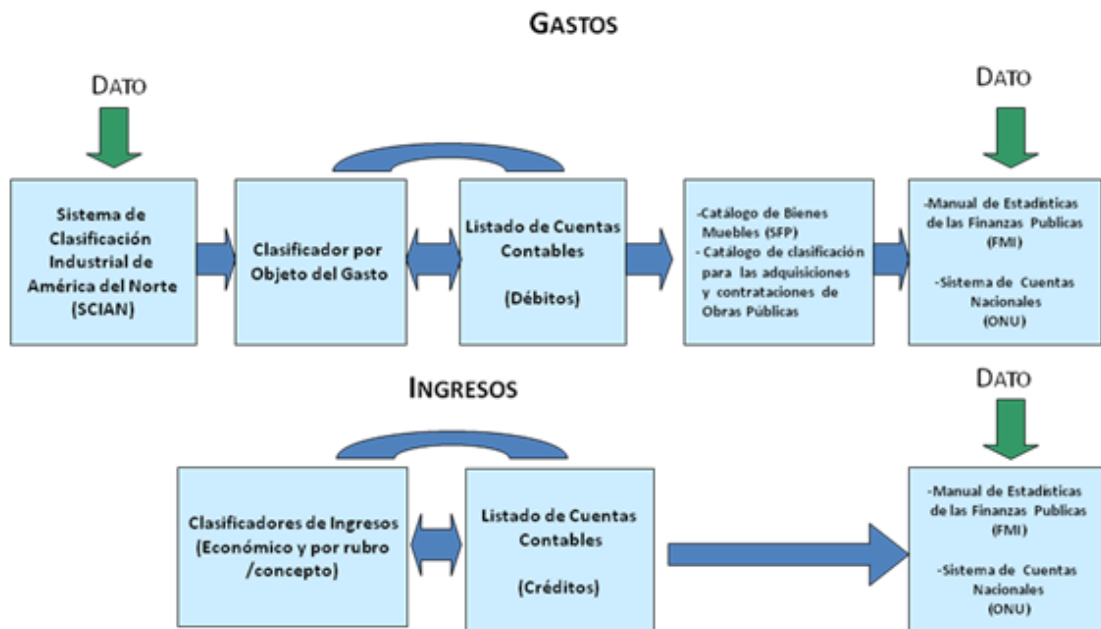 GASTOS
DATO
DATO
Sistema de
Clasificación
Industrial de
América del Norte
(SCIAN)
Clasificador por
Objeto del Gasto
Listado de Cuentas
Contables
(Débitos)
-Catálogo de Bienes
Muebles (SFP)
- Catálogo de clasificación
para las adquisiciones
y contrataciones de
Obras Públicas
-Manual de Estadísticas
de las Finanzas Publicas
(FMI)
-Sistema de Cuentas
Nacionales
(ONU)
INGRESOS
DATO
Clasificadores de Ingresos
(Económico y por rubro
/concepto)
Listado de Cuentas
Contables
(Créditos)
-Manual de Estadísticas
de las Finanzas Publicas
(FMI)
-Sistema de Cuentas
Nacionales
(ONU)